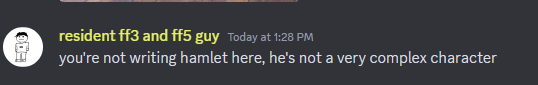 resident ff3 and ff5 guy Today at 1:28 PM
you're not writing hamlet here, he's not a very complex character